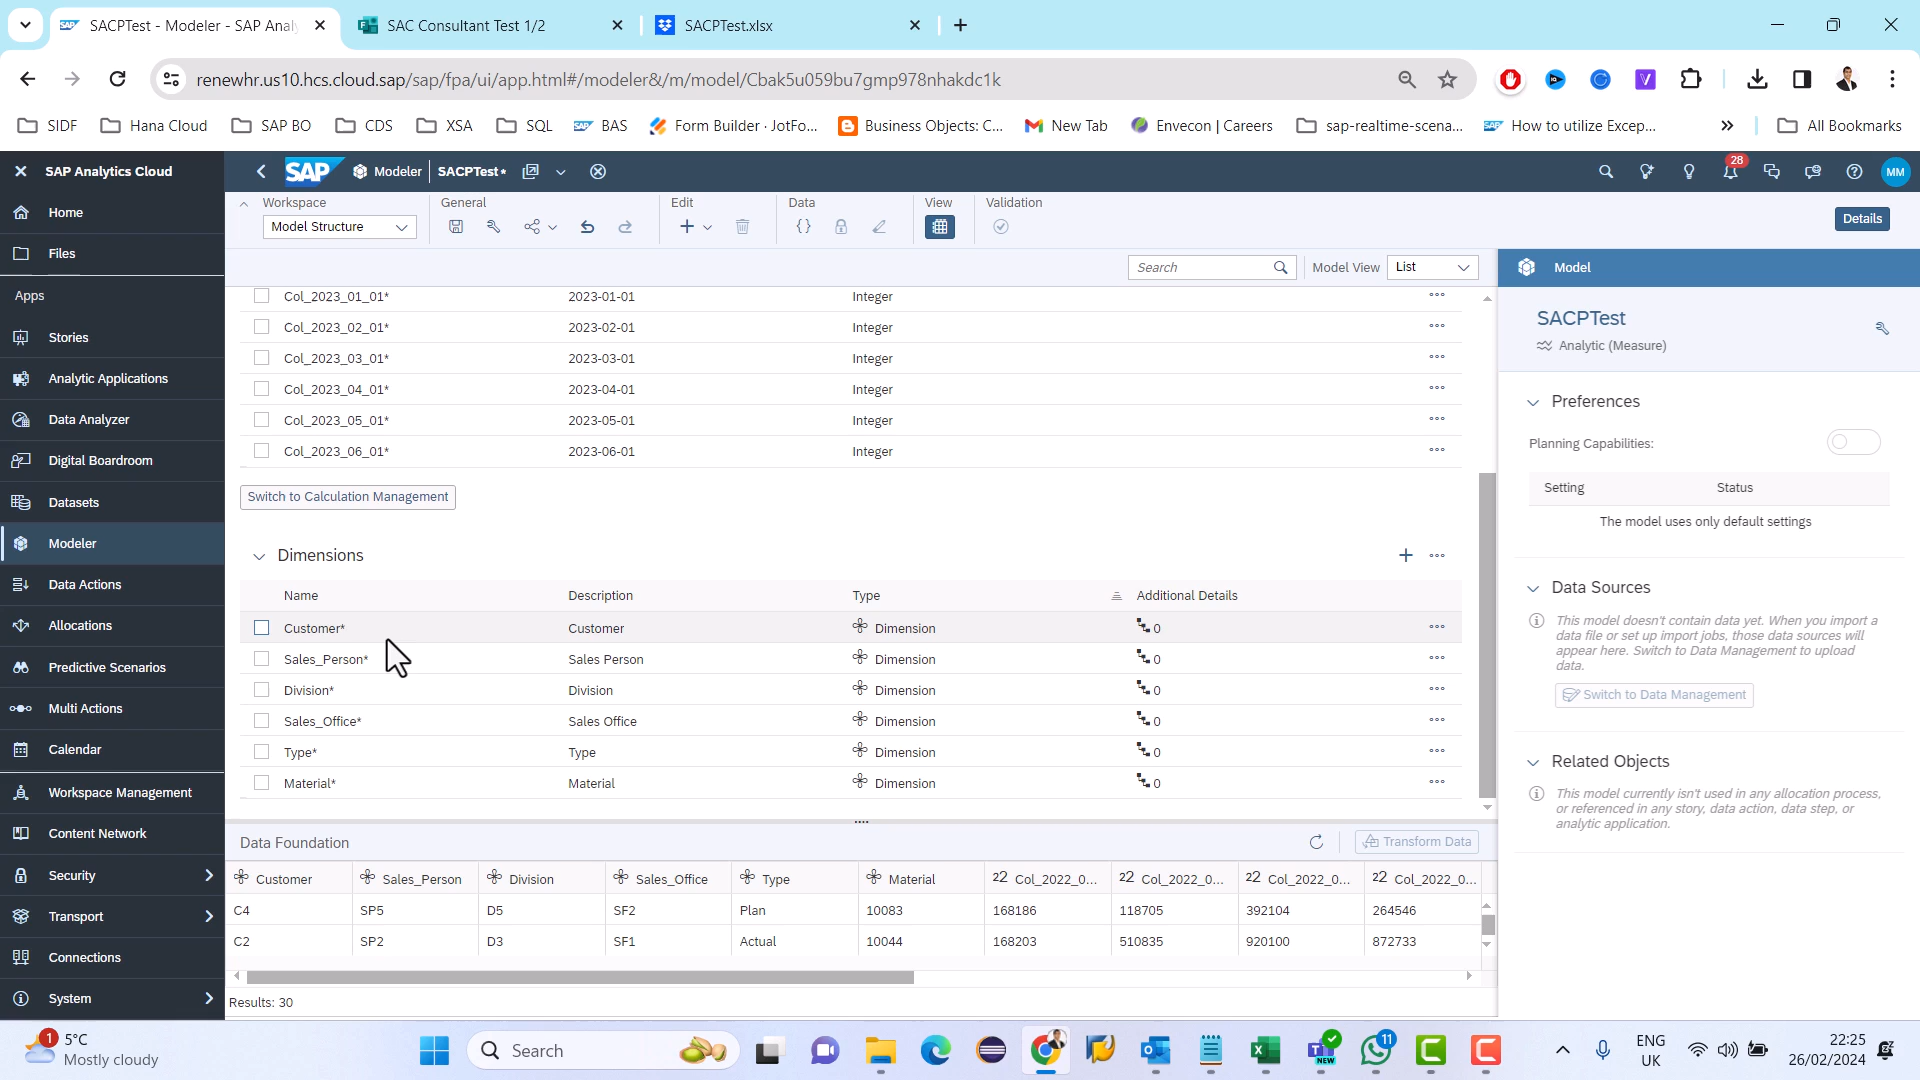 SACPTest - Modeler - SAP Anal
SAC Consultant Test 1/2
SACPTest.xlsx
renewhr.us10.hcs.cloud.sap/sap/fpa/ui/app.html#/modeler&/m/model/Cbak5u059bu7gmp978nhakdc1k
SIDF
Hana Cloud
SAP BO
CDS
XSA
SQL
BAS
Form Builder · JotFo...
Business Objects: C...
New Tab
Envecon | Careers
sap-realtime-scena...
How to utilize Excep...
All Bookmarks
SAP Analytics Cloud
SAP
Modeler
SACPTest*
28
MM
Home
Files
Apps
Stories
Analytic Applications
Data Analyzer
Digital Boardroom
Datasets
Modeler
Data Actions
Allocations
Predictive Scenarios
Multi Actions
Calendar
Workspace Management
Content Network
Security
Transport
Connections
System
Workspace
General
Edit
Data
View
Validation
Model Structure
Details
Search
Model View
List
Col_2023_01_01* 2023-01-01 Integer
Col_2023_02_01* 2023-02-01 Integer
Col_2023_03_01* 2023-03-01 Integer
Col_2023_04_01* 2023-04-01 Integer
Col_2023_05_01* 2023-05-01 Integer
Col_2023_06_01* 2023-06-01 Integer
Switch to Calculation Management
Dimensions
Name Description Type Additional Details
Customer* Customer Dimension 0
Sales_Person* Sales Person Dimension 0
Division* Division Dimension 0
Sales_Office* Sales Office Dimension 0
Type* Type Dimension 0
Material* Material Dimension 0
Data Foundation
Transform Data
Customer Sales_Person Division Sales_Office Type Material 22 Col_2022_0... 22 Col_2022_0... 22 Col_2022_0... 22 Col_2022_0...
C4 SP5 D5 SF2 Plan 10083 168186 118705 392104 264546
C2 SP2 D3 SF1 Actual 10044 168203 510835 920100 872733
Results: 30
Model
SACPTest
Analytic (Measure)
Preferences
Planning Capabilities:
Setting Status
The model uses only default settings
Data Sources
This model doesn't contain data yet. When you import a
data file or set up import jobs, those data sources will
appear here. Switch to Data Management to upload
data.
Switch to Data Management
Related Objects
This model currently isn't used in any allocation process,
or referenced in any story, data action, data step, or
analytic application.
1
5°C
Mostly cloudy
Search
NEW
11
ENG
UK
22:25
26/02/2024